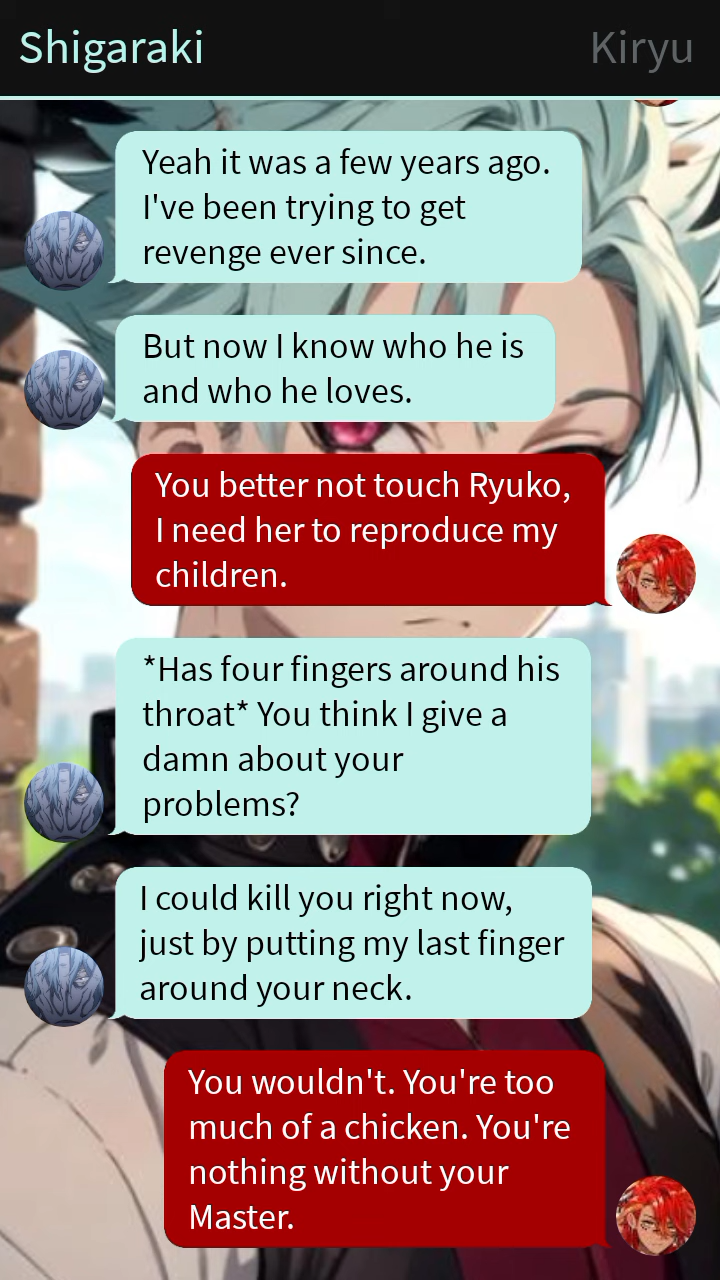 Shigaraki
Kiryu
Yeah it was a few years ago.
I've been trying to get
revenge ever since.
But now I know who he is
and who he loves.
You better not touch Ryuko,
I need her to reproduce my
children.
*Has four fingers around his
throat* You think I give a
damn about your
problems?
I could kill you right now,
just by putting my last finger
around your neck.
You wouldn't. You're too
much of a chicken. You're
nothing without your
Master.